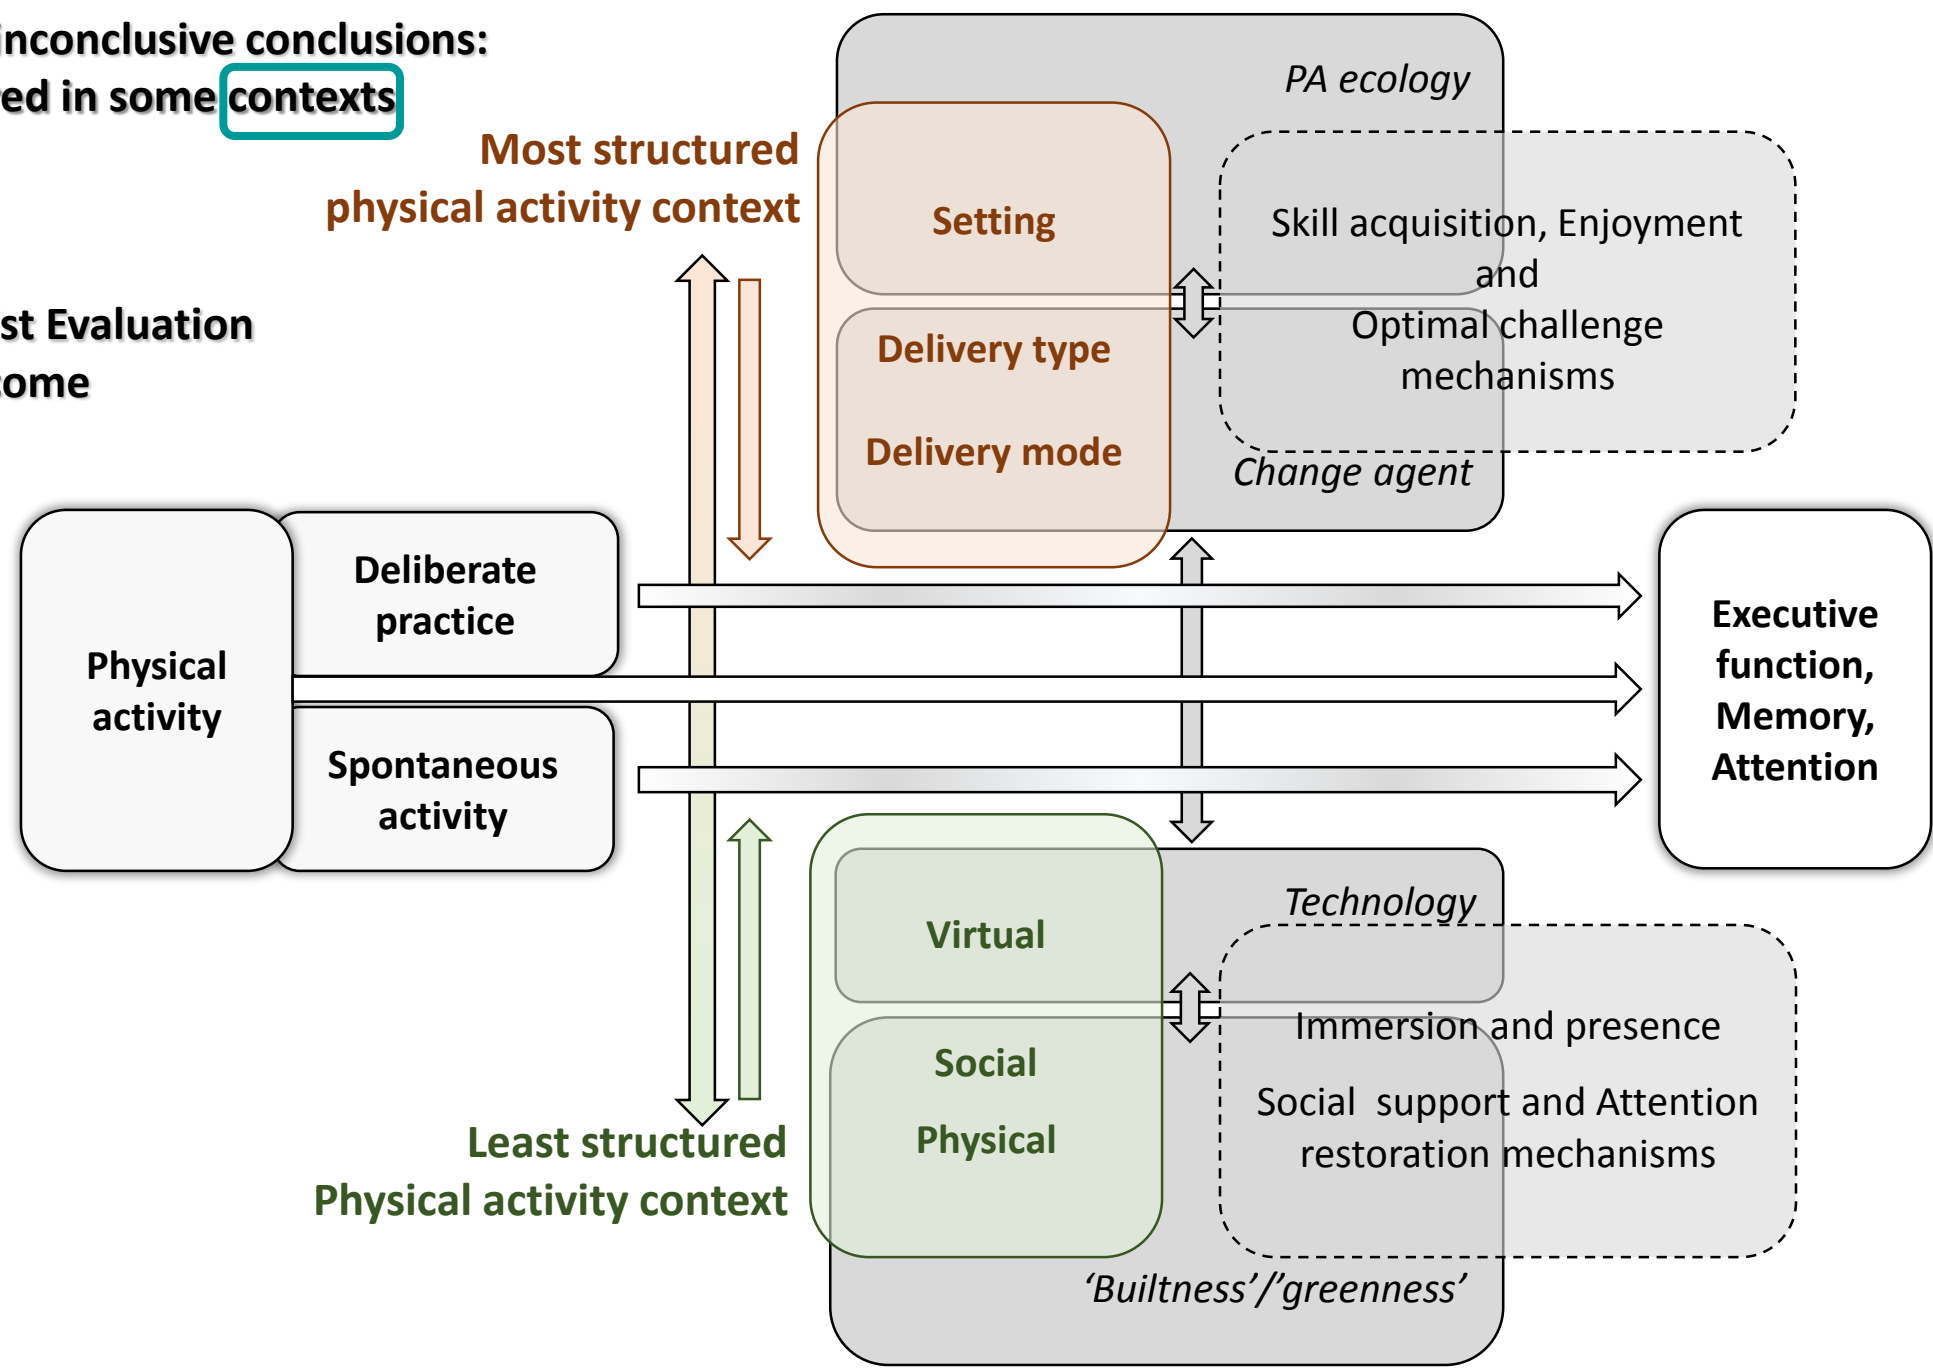 inconclusive conclusions:
red in some contexts
st Evaluation
come
Most structured
physical activity context
PA ecology
Setting
Delivery type
Delivery mode
Change agent
Skill acquisition, Enjoyment
and
Optimal challenge
mechanisms
Physical
activity
Deliberate
practice
Spontaneous
activity
Executive
function,
Memory,
Attention
Least structured
Physical activity context
Technology
Virtual
Social
Physical
Immersion and presence
Social  support and Attention
restoration mechanisms
‘Builtness’/’greenness’